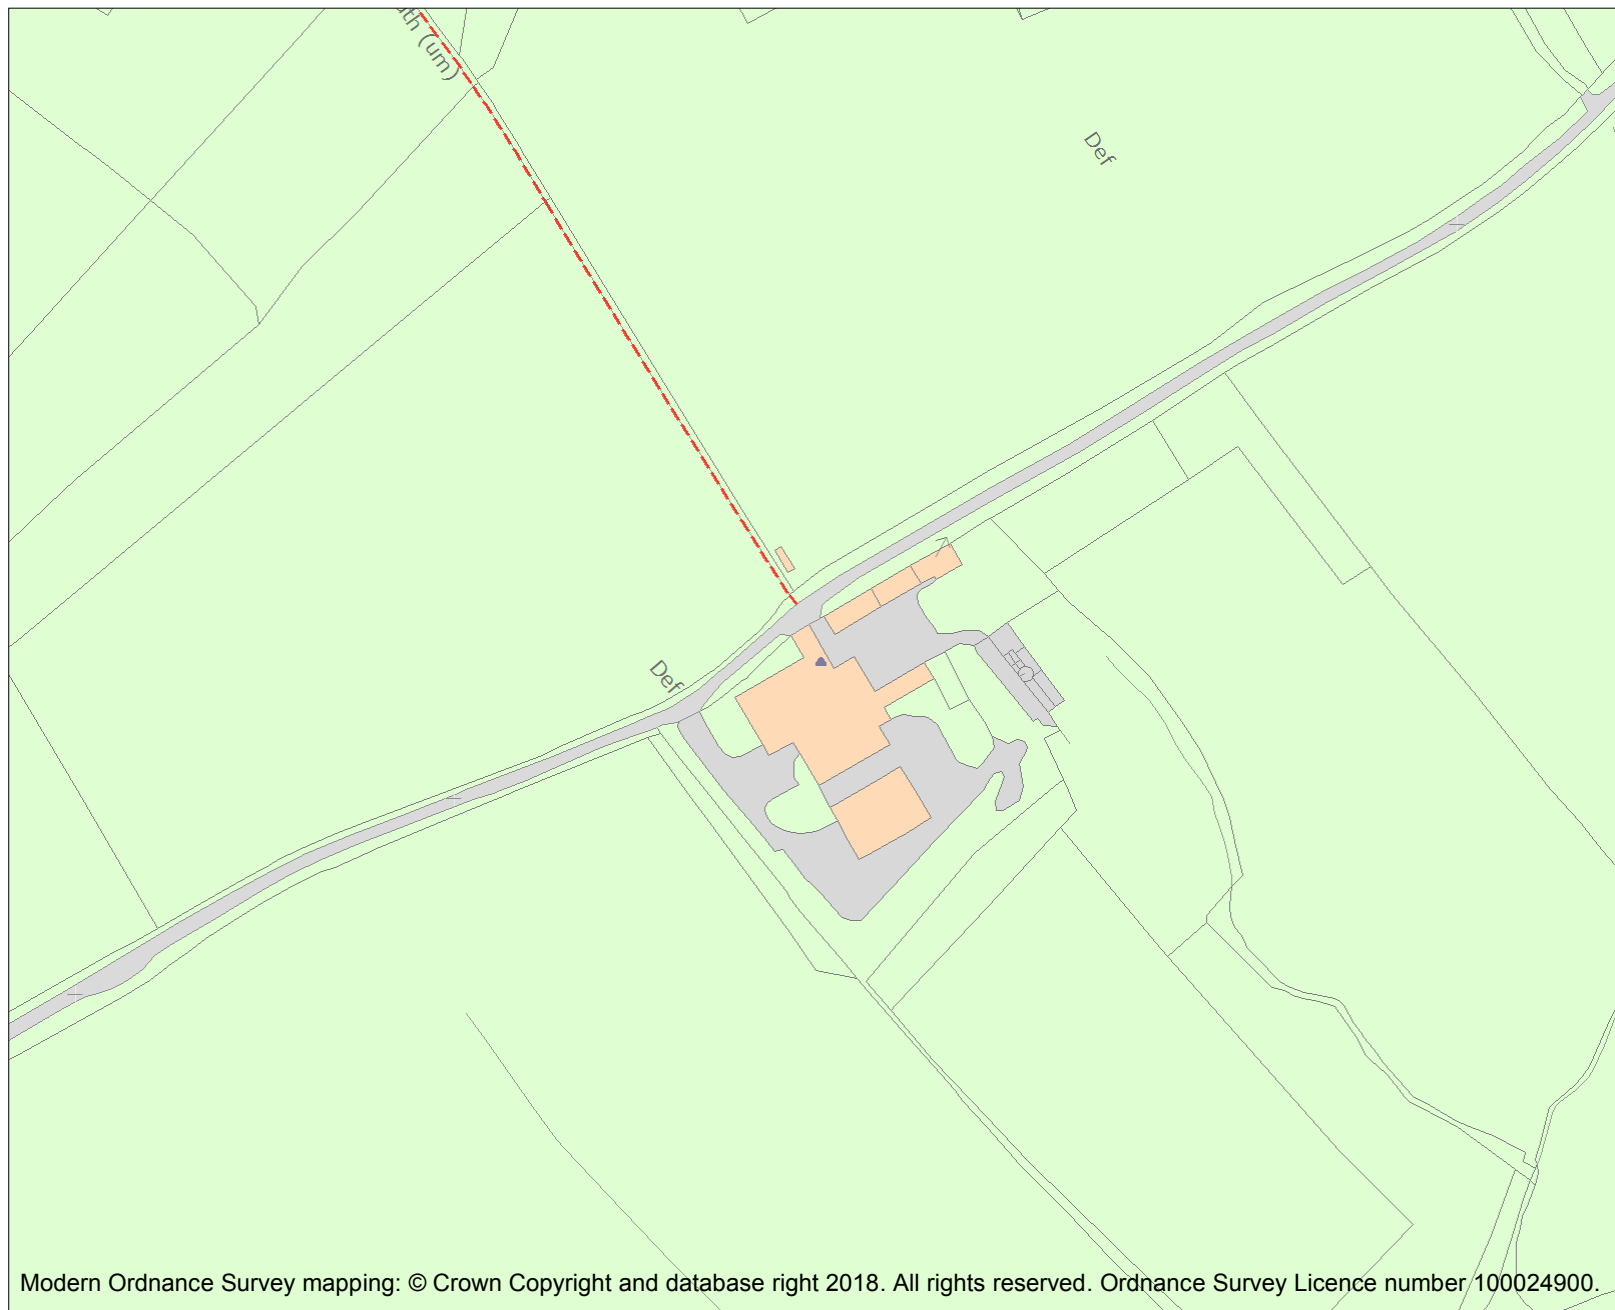 (um)
Def
Def
Modern Ordnance Survey mapping: © Crown Copyright and database right 2018. All rights reserved. Ordnance Survey Licence number 100024900.